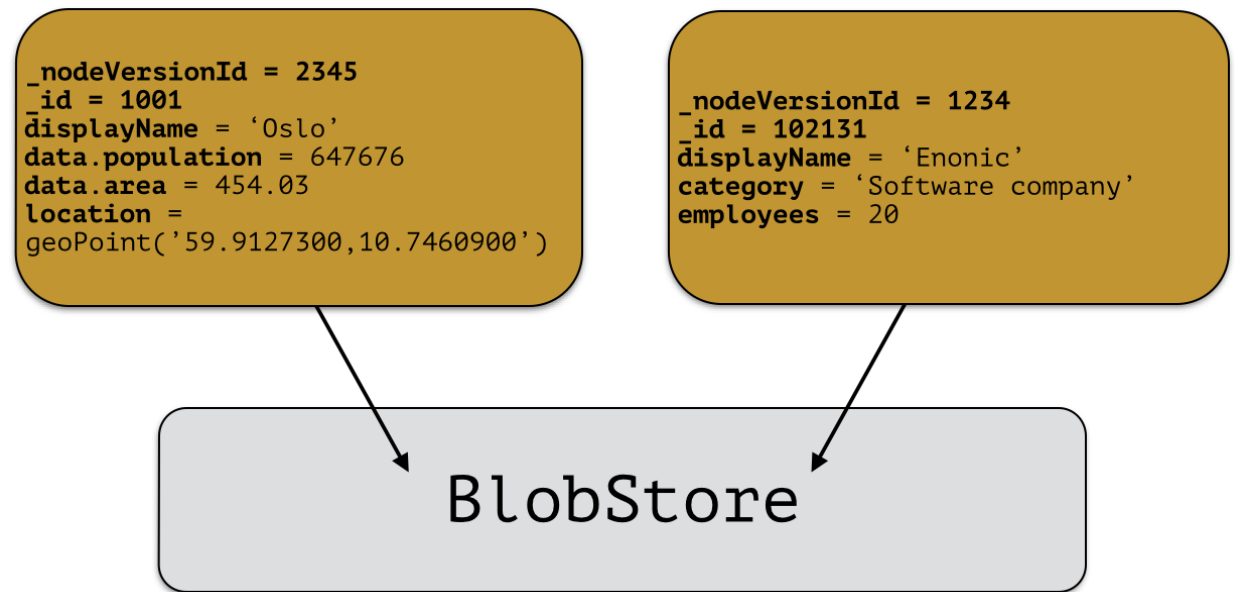 _nodeVersionId = 2345
_id = 1001
displayName = ‘Oslo’
data.population = 647676
data.area = 454.03
location =
geoPoint(’59.9127300,10.7460900’)
_nodeVersionId = 1234
_id = 102131
displayName = ‘Enonic’
category = ‘Software company’
employees = 20
BlobStore